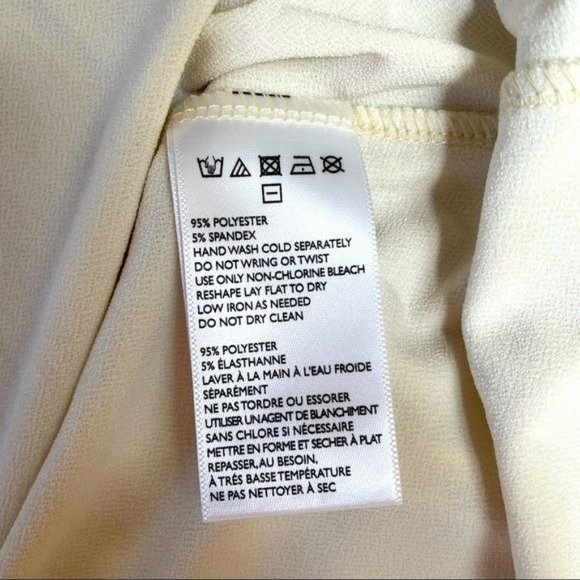 95% POLYESTER
5% SPANDEX
HAND WASH COLD SEPARATELY
DO NOT WRING OR TWIST
USE ONLY NON-CHLORINE BLEACH
RESHAPE LAY FLAT TO DRY
LOW IRON AS NEEDED
DO NOT DRY CLEAN
95% POLYESTER
5% ÉLASTHANNE
LAVER À LA MAIN À L'EAU FROIDE
SÉPARÉMENT
NE PAS TORDRE OU ESSORER
UTILISER UN AGENT DE BLANCHIMENT
SANS CHLORE SI NÉCESSAIRE
METTRE EN FORME ET SECHER À PLAT
REPASSER, AU BESOIN,
À TRÈS BASSE TEMPÉRATURE
NE PAS NETTOYER À SEC